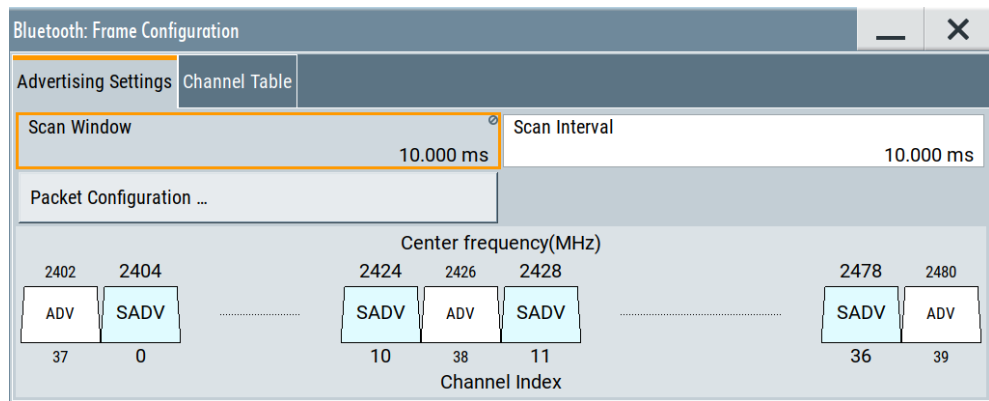 Bluetooth: Frame Configuration
Advertising Settings Channel Table
Scan Window Scan Interval
10.000 ms 10.000 ms
Packet Configuration ...
Center frequency(MHz)
2402 2404 2424 2426 2428 2478 2480
ADV SADV SADV ADV SADV SADV ADV
37 0 10 38 11 36 39
Channel Index